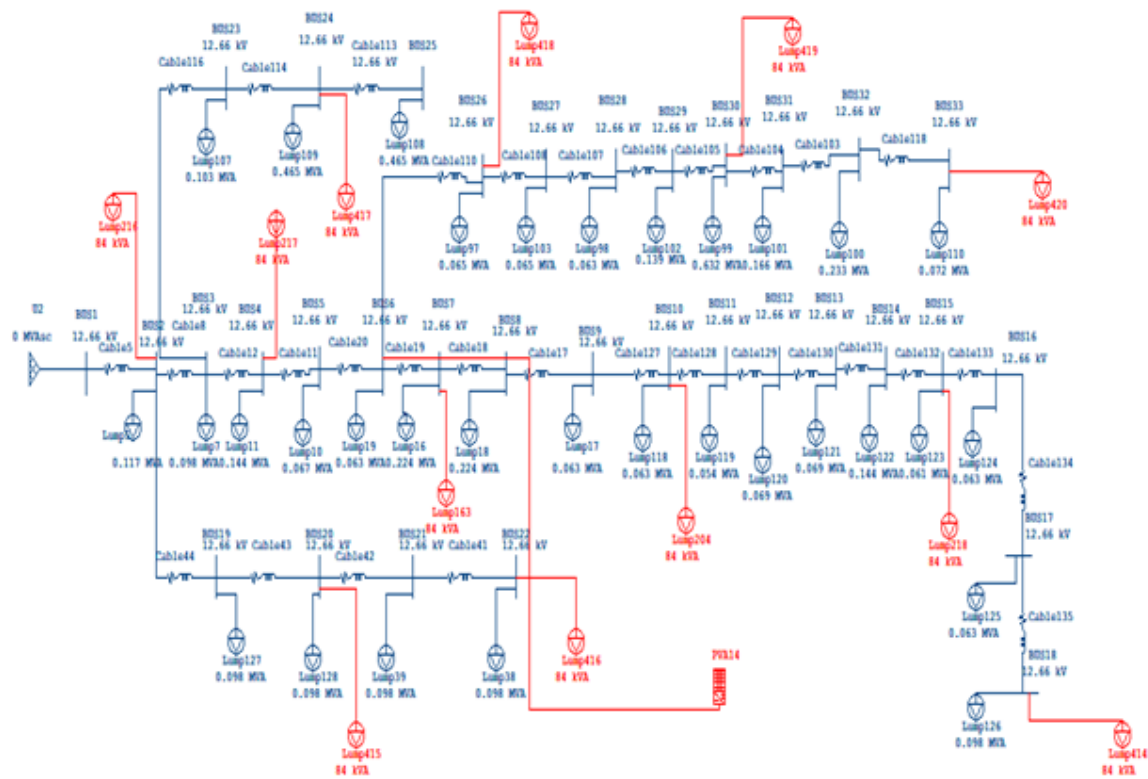 BUS23
12.66 kV
BUS24
12.66 kV
Cable113
12.66 kV
BUS25
Cable116
Cable114
Lump107
0.103 MVA
Lump109
0.465 MVA
Lump108
0.465 MVA
Lump417
84 kVA
Lump418
84 kVA
Lump419
84 kVA
BUS26
12.66 kV
BUS27
12.66 kV
BUS28
12.66 kV
BUS29
12.66 kV
BUS30
12.66 kV
BUS31
12.66 kV
BUS32
12.66 kV
BUS33
12.66 kV
Cable110
Cable108
Cable107
Cable106
Cable105
Cable104
Cable103
Cable118
Lump97
0.065 MVA
Lump103
0.065 MVA
Lump98
0.063 MVA
Lump102
0.139 MVA
Lump99
0.632 MVA
Lump101
0.166 MVA
Lump100
0.233 MVA
Lump110
0.072 MVA
Lump420
84 kVA
Lump216
84 kVA
Lump217
84 kVA
U2
0 MVAsc
BUS1
12.66 kV
BUS2
12.66 kV
BUS3
12.66 kV
BUS4
12.66 kV
BUS5
12.66 kV
BUS6
12.66 kV
BUS7
12.66 kV
BUS8
12.66 kV
BUS9
12.66 kV
BUS10
12.66 kV
BUS11
12.66 kV
BUS12
12.66 kV
BUS13
12.66 kV
BUS14
12.66 kV
BUS15
12.66 kV
BUS16
12.66 kV
Cable5
Cable8
Cable12
Cable11
Cable20
Cable19
Cable18
Cable17
Cable127
Cable128
Cable129
Cable130
Cable131
Cable132
Cable133
0.117 MVA
Lump7
0.098 MVA
Lump11
0.144 MVA
Lump10
0.067 MVA
Lump19
0.063 MVA
Lump16
0.224 MVA
Lump18
0.224 MVA
Lump17
0.063 MVA
Lump118
0.063 MVA
Lump119
0.054 MVA
Lump120
0.069 MVA
Lump121
0.069 MVA
Lump122
0.144 MVA
Lump123
0.061 MVA
Lump124
0.063 MVA
Lump163
84 kVA
Lump204
84 kVA
Lump218
84 kVA
Cable134
BUS17
12.66 kV
Lump125
0.063 MVA
Cable135
BUS18
12.66 kV
Lump126
0.098 MVA
Lump414
84 kVA
BUS19
12.66 kV
BUS20
12.66 kV
BUS21
12.66 kV
BUS22
12.66 kV
Cable44
Cable43
Cable42
Cable41
Lump127
0.098 MVA
Lump128
0.098 MVA
Lump39
0.098 MVA
Lump38
0.098 MVA
Lump415
84 kVA
Lump416
84 kVA
PVA14